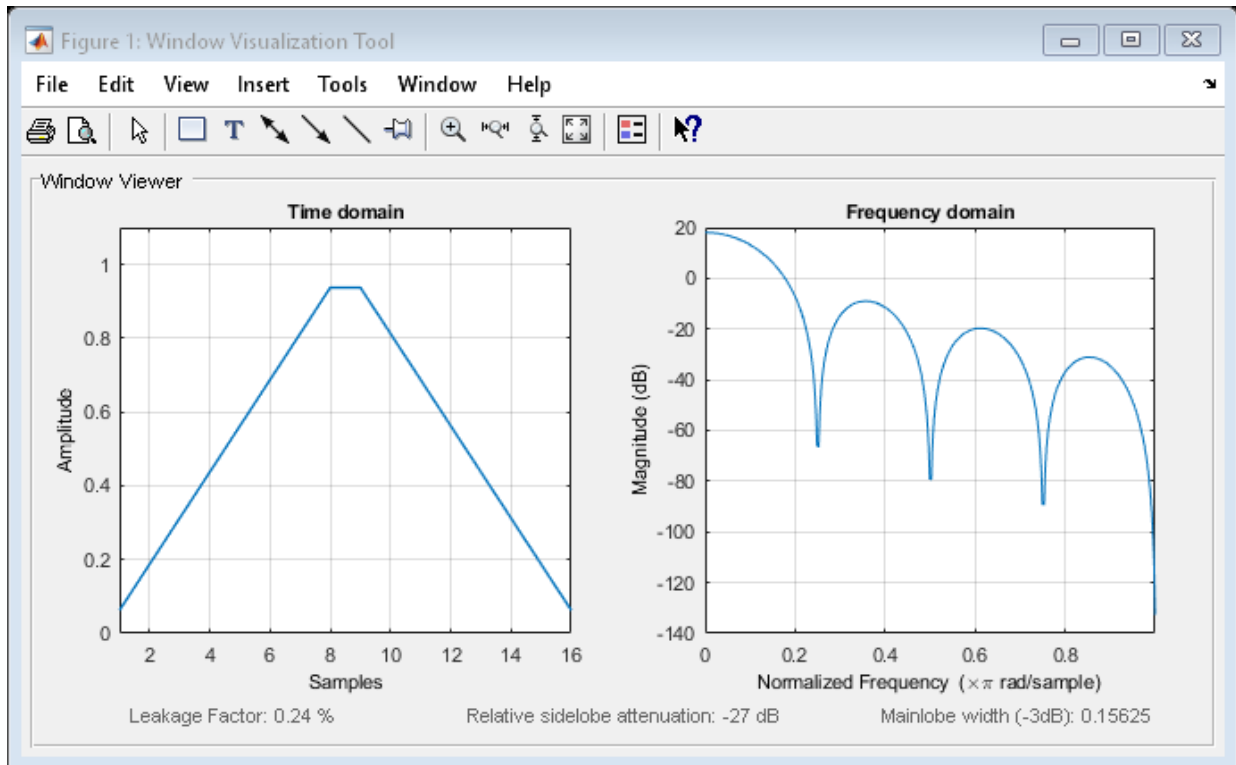 Figure 1: Window Visualization Tool
File Edit View Insert Tools Window Help
T
?
Window Viewer
Time domain
1
0.8
0.6
0.4
0.2
0
Amplitude
2 4 6 8 10 12 14 16
Samples
Frequency domain
20
0
-20
-40
-60
-80
-100
-120
-140
Magnitude (dB)
0 0.2 0.4 0.6 0.8
Normalized Frequency (×π rad/sample)
Leakage Factor: 0.24 %
Relative sidelobe attenuation: -27 dB
Mainlobe width (-3dB): 0.15625